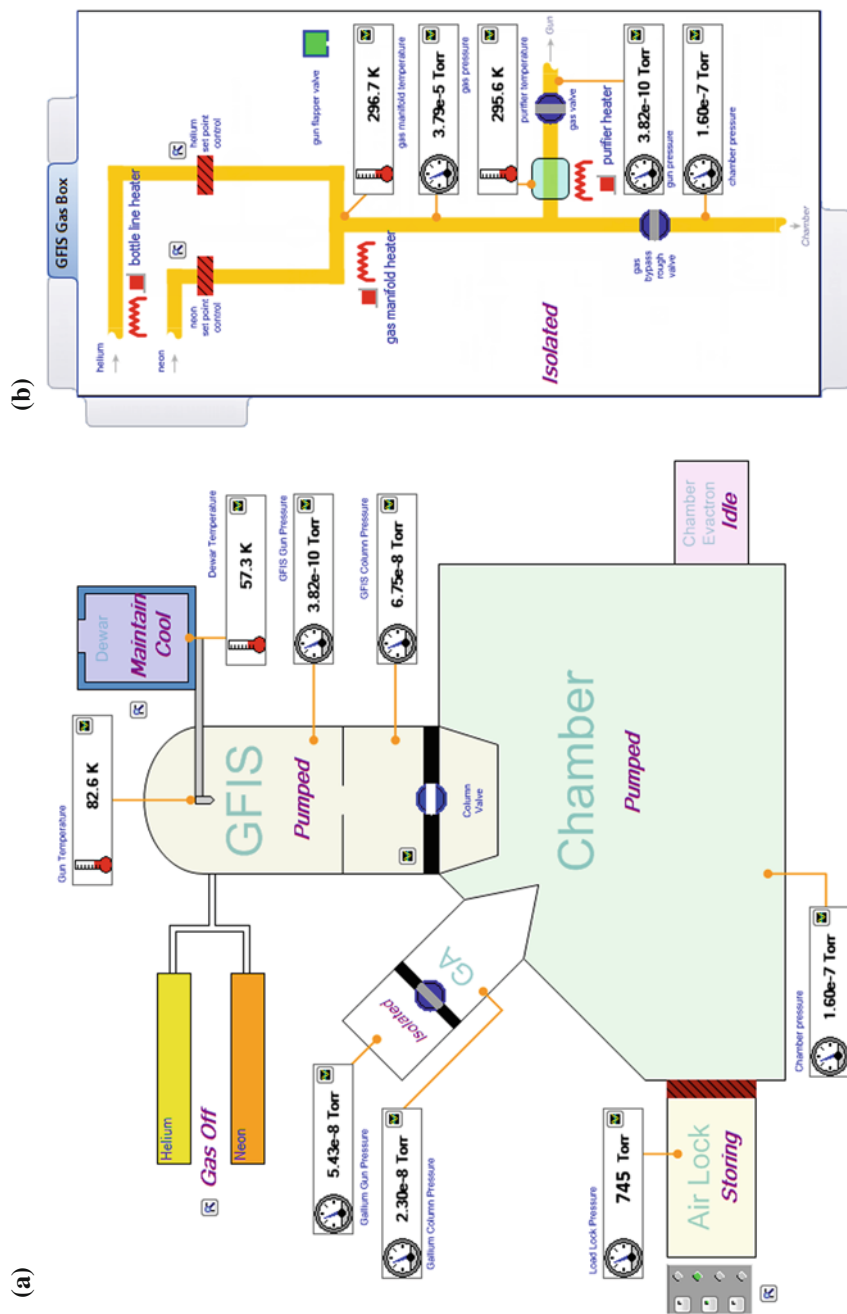 (a)
Helium
Gas Off
Neon
Gun Temperature
82.6 K
Dewar
Maintain
Cool
Dewar Temperature
57.3 K
GFIS
Pumped
GFIS Gun Pressure
3.82e-10 Torr
GFIS Column Pressure
6.75e-8 Torr
Column
Valve
Isolated
GA
5.43e-8 Torr
Gallium Gun Pressure
2.30e-8 Torr
Gallium Column Pressure
Chamber
Pumped
Chamber
Evactron
Idle
Load Lock Pressure
745 Torr
Air Lock
Storing
Chamber pressure
1.60e-7 Torr
(b)
GFIS Gas Box
helium
bottle line heater
neon
neon
set point
control
helium
set point
control
gun flapper valve
gas manifold heater
296.7 K
gas manifold temperature
3.79e-5 Torr
gas pressure
295.6 K
purifier temperature
Gun
gas valve
purifier heater
Isolated
gas
bypass
rough
valve
3.82e-10 Torr
gun pressure
1.60e-7 Torr
chamber pressure
Chamber